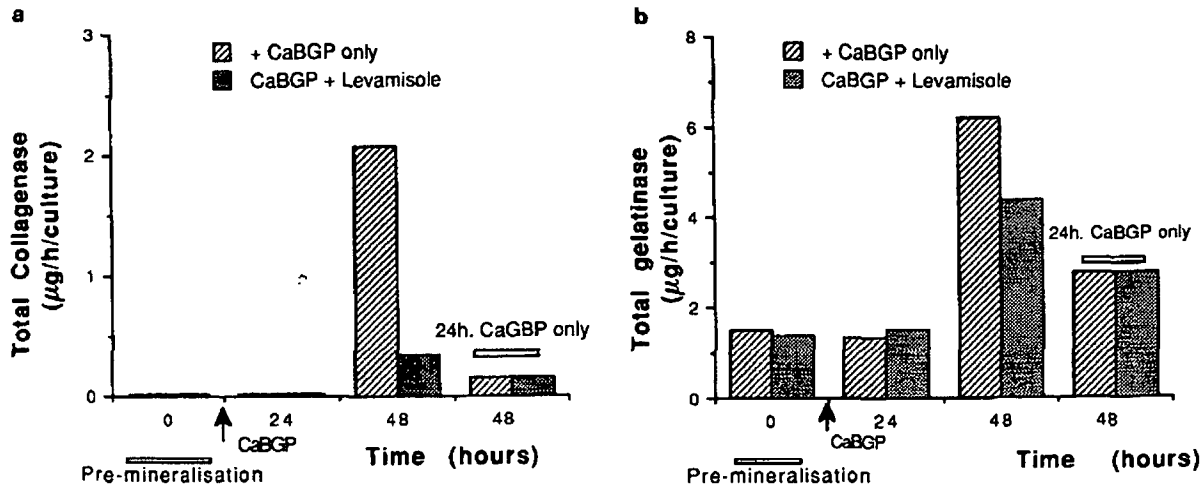 a
3
2
1
0
Total Collagenase
(μg/h/culture)
+ CaBGP only
CaBGP + Levamisole
24h. CaGBP only
0
24
48
48
CaBGP
Time (hours)
Pre-mineralisation
b
8
6
4
2
0
Total gelatinase
(μg/h/culture)
+ CaBGP only
CaBGP + Levamisole
24h. CaBGP only
0
24
48
48
CaBGP
Time (hours)
Pre-mineralisation